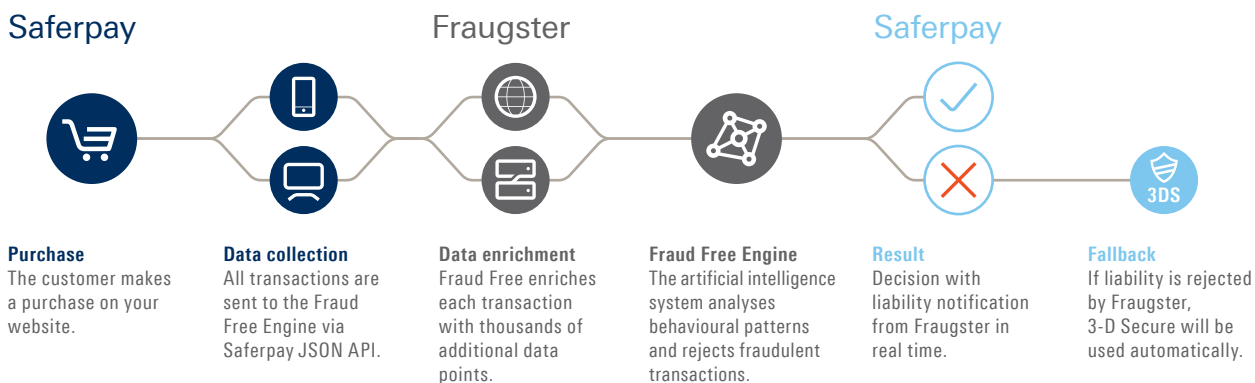 Saferpay
Fraugster
Saferpay
3DS
Purchase
The customer makes
a purchase on your
website.
Data collection
All transactions are
sent to the Fraud
Free Engine via
Saferpay JSON API.
Data enrichment
Fraud Free enriches
each transaction
with thousands of
additional data
points.
Fraud Free Engine
The artificial intelligence
system analyses
behavioural patterns
and rejects fraudulent
transactions.
Result
Decision with
liability notification
from Fraugster in
real time.
Fallback
If liability is rejected
by Fraugster,
3-D Secure will be
used automatically.